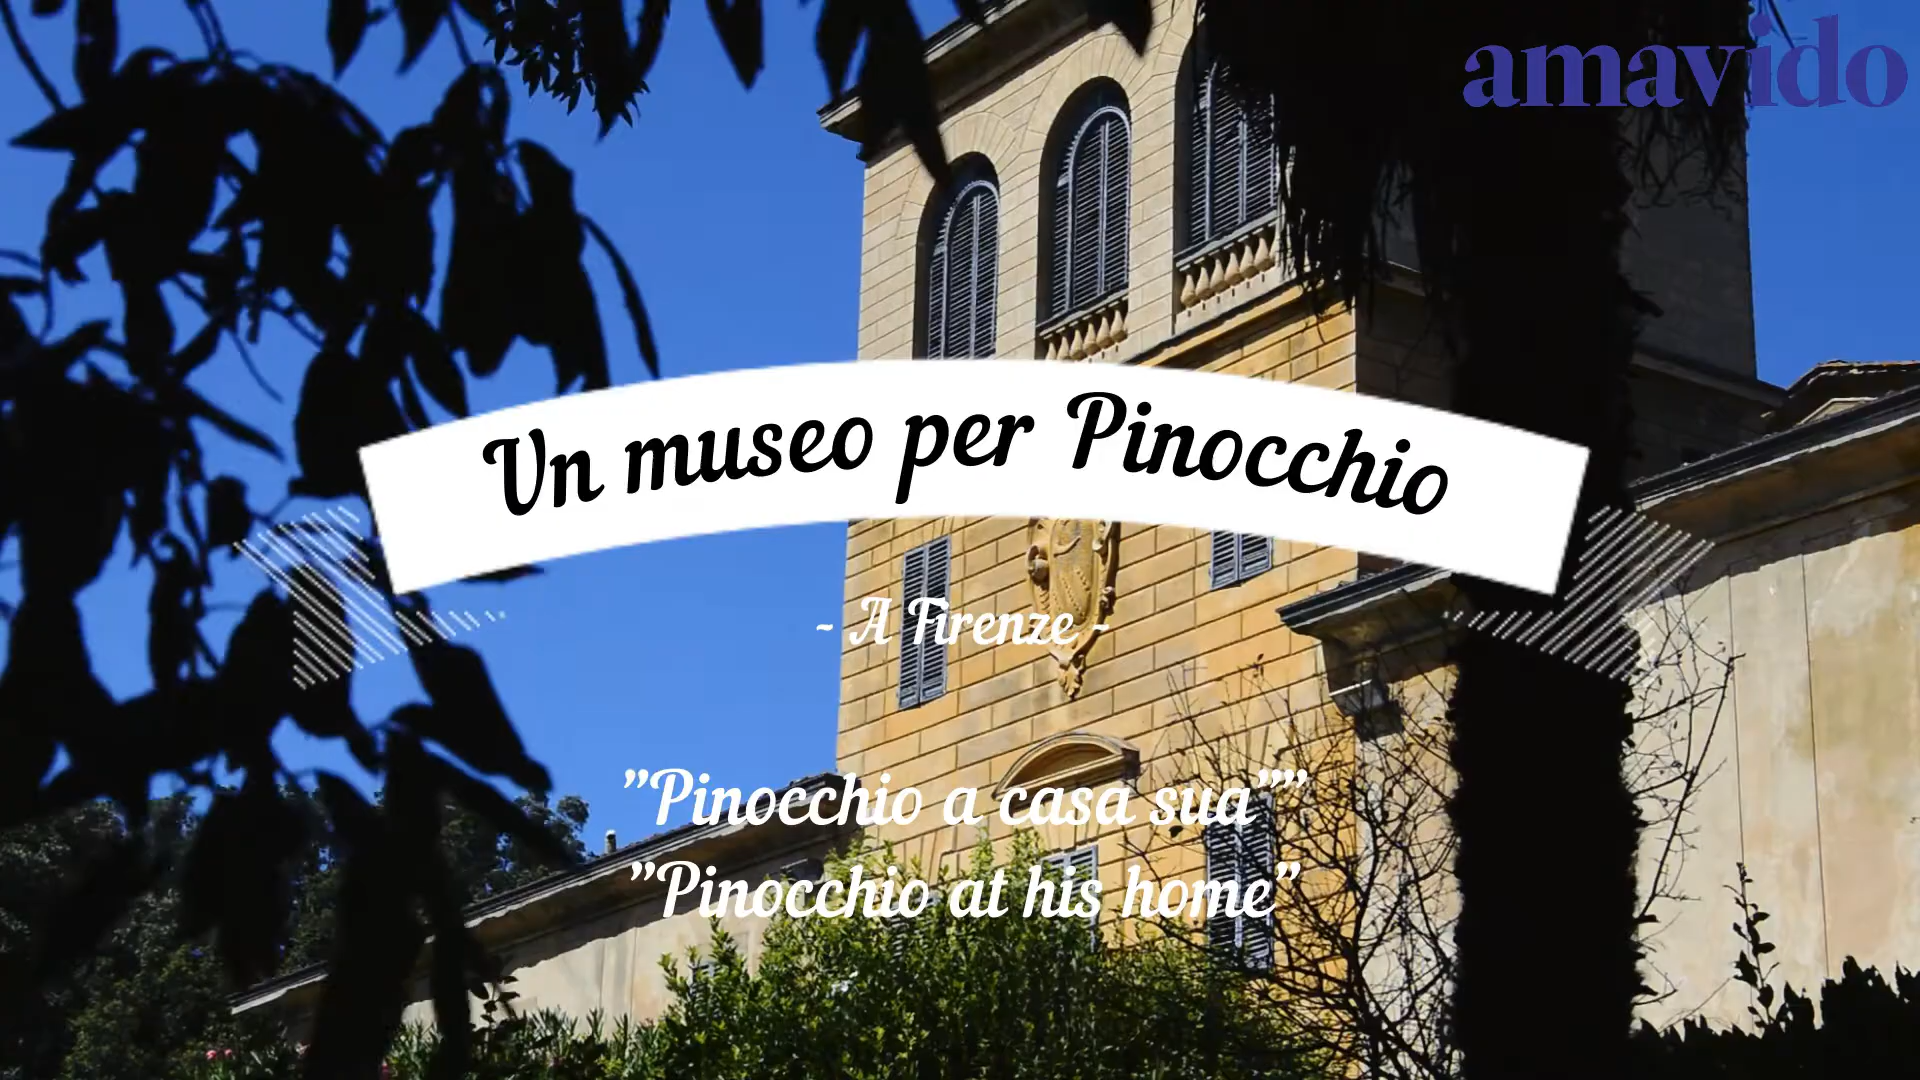 amavido
Un museo per Pinocchio
- A Firenze -
"Pinocchio a casa sua""
"Pinocchio at his home"